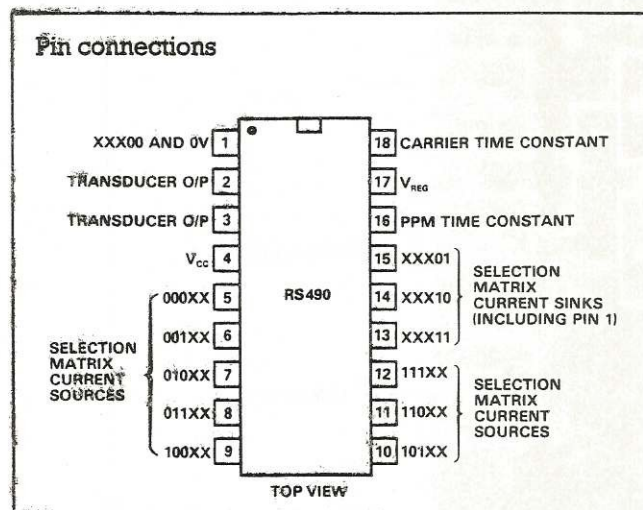 Pin connections
XXX00 AND 0V 1
TRANSDUCER O/P 2
TRANSDUCER O/P 3
VCC 4
000XX 5
001XX 6
010XX 7
011XX 8
100XX 9
SELECTION
MATRIX
CURRENT
SOURCES
RS490
18 CARRIER TIME CONSTANT
17 VREG
16 PPM TIME CONSTANT
15 XXX01
14 XXX10
13 XXX11
12 111XX
11 110XX
10 101XX
SELECTION
MATRIX
CURRENT SINKS
(INCLUDING PIN 1)
SELECTION
MATRIX
CURRENT
SOURCES
TOP VIEW